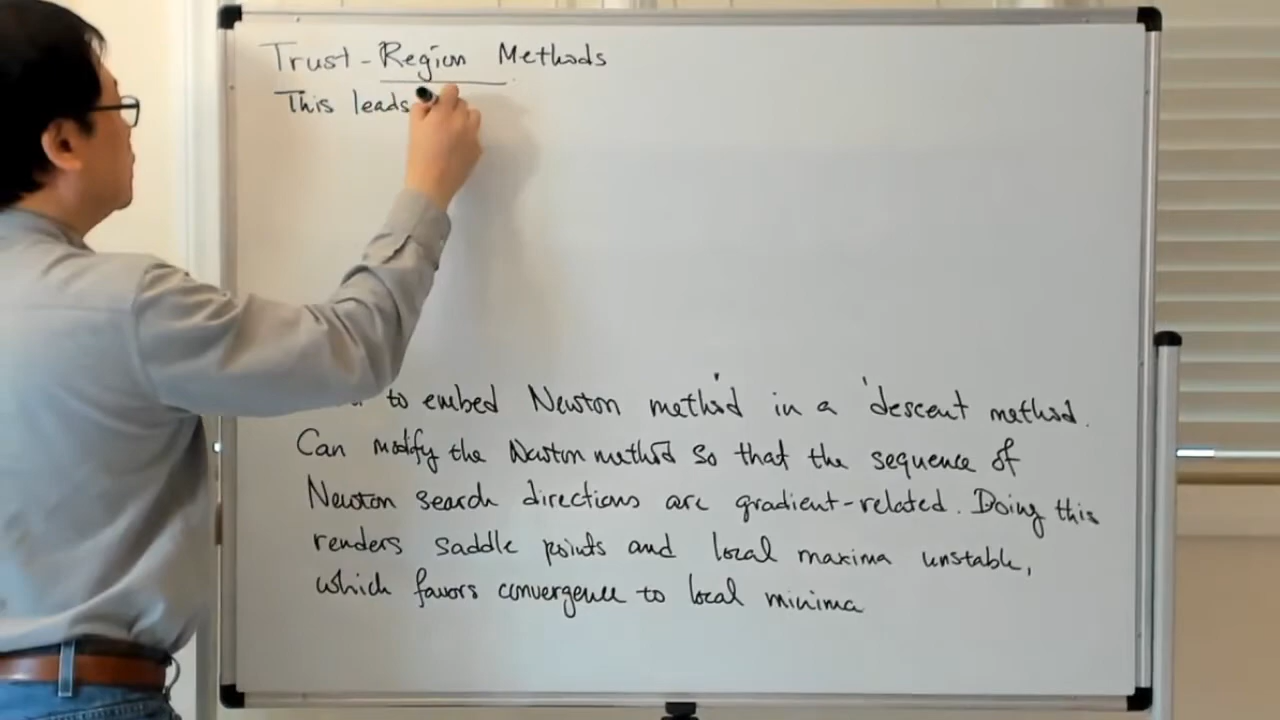 Trust-Region Methods
This leads
to embed Newton method in a 'descent method.
Can modify the Newton method so that the sequence of
Newton search directions are gradient-related. Doing this
renders saddle points and local maxima unstable,
which favors convergence to local minima